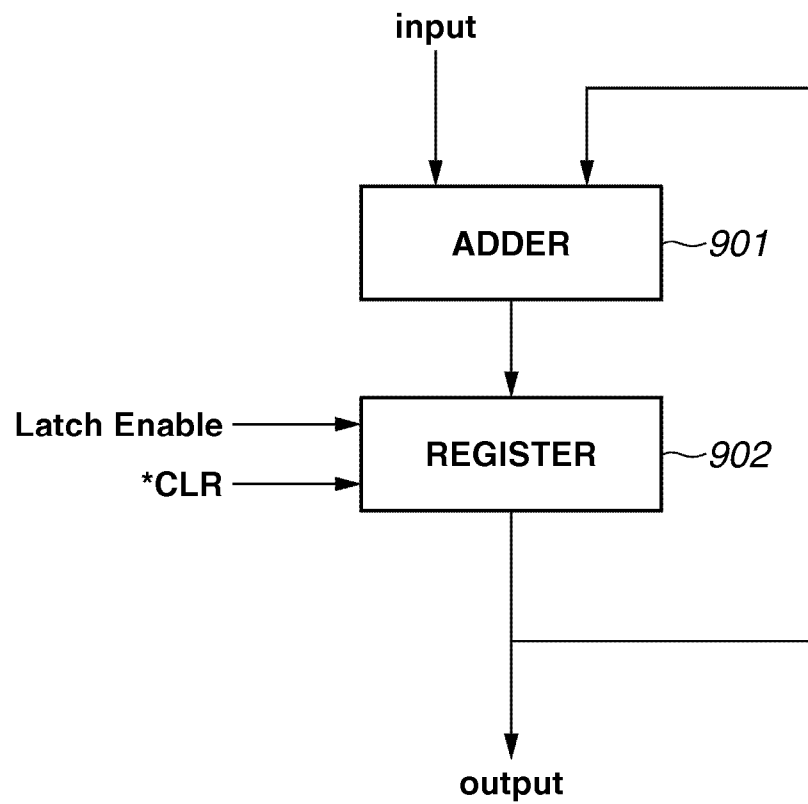 input
ADDER
901
Latch Enable
*CLR
REGISTER
902
output